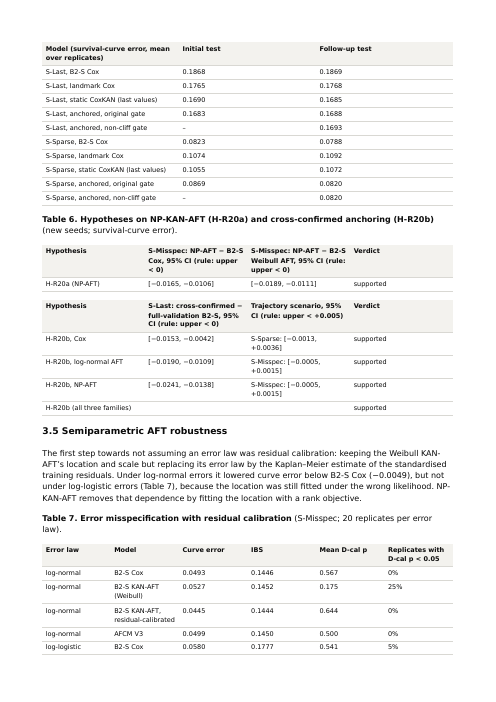 Model (survival-curve error, mean over replicates) Initial test Follow-up test
S-Last, B2-S Cox 0.1868 0.1869
S-Last, landmark Cox 0.1765 0.1768
S-Last, static CoxKAN (last values) 0.1690 0.1685
S-Last, anchored, original gate 0.1683 0.1688
S-Last, anchored, non-cliff gate – 0.1693
S-Sparse, B2-S Cox 0.0823 0.0788
S-Sparse, landmark Cox 0.1074 0.1092
S-Sparse, static CoxKAN (last values) 0.1055 0.1072
S-Sparse, anchored, original gate 0.0869 0.0820
S-Sparse, anchored, non-cliff gate – 0.0820
Table 6. Hypotheses on NP-KAN-AFT (H-R20a) and cross-confirmed anchoring (H-R20b)
(new seeds; survival-curve error).
Hypothesis S-Misspec: NP-AFT − B2-S Cox, 95% CI (rule: upper < 0) S-Misspec: NP-AFT − B2-S Weibull AFT, 95% CI (rule: upper < 0) Verdict
H-R20a (NP-AFT) [−0.0165, −0.0106] [−0.0189, −0.0111] supported
Hypothesis S-Last: cross-confirmed − full-validation B2-S, 95% CI (rule: upper < 0) Trajectory scenario, 95% CI (rule: upper < +0.005) Verdict
H-R20b, Cox [−0.0153, −0.0042] S-Sparse: [−0.0013, +0.0036] supported
H-R20b, log-normal AFT [−0.0190, −0.0109] S-Misspec: [−0.0005, +0.0015] supported
H-R20b, NP-AFT [−0.0241, −0.0138] S-Misspec: [−0.0005, +0.0015] supported
H-R20b (all three families) supported
3.5 Semiparametric AFT robustness
The first step towards not assuming an error law was residual calibration: keeping the Weibull KAN-
AFT's location and scale but replacing its error law by the Kaplan–Meier estimate of the standardised
training residuals. Under log-normal errors it lowered curve error below B2-S Cox (−0.0049), but not
under log-logistic errors (Table 7), because the location was still fitted under the wrong likelihood. NP-
KAN-AFT removes that dependence by fitting the location with a rank objective.
Table 7. Error misspecification with residual calibration (S-Misspec; 20 replicates per error
law).
Error law Model Curve error IBS Mean D-cal p Replicates with D-cal p < 0.05
log-normal B2-S Cox 0.0493 0.1446 0.567 0%
log-normal B2-S KAN-AFT (Weibull) 0.0527 0.1452 0.175 25%
log-normal B2-S KAN-AFT, residual-calibrated 0.0445 0.1444 0.644 0%
log-normal AFCM V3 0.0499 0.1450 0.500 0%
log-logistic B2-S Cox 0.0580 0.1777 0.541 5%